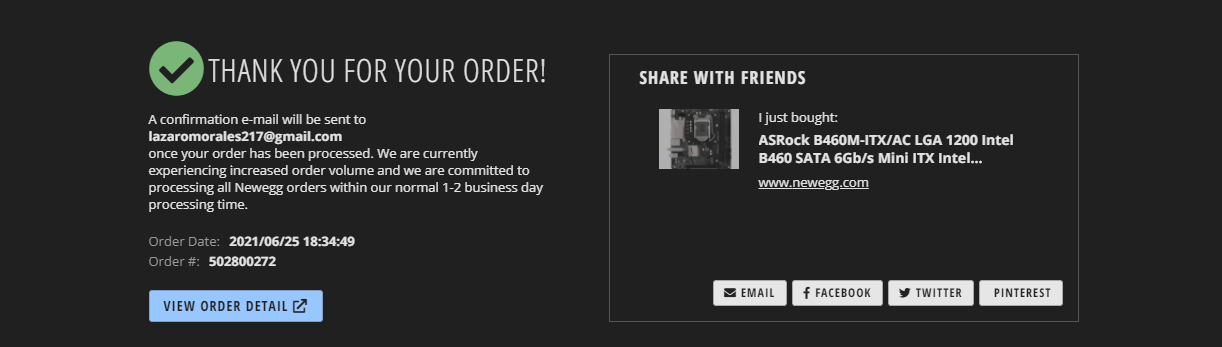 THANK YOU FOR YOUR ORDER!
A confirmation e-mail will be sent to
lazaromorales217@gmail.com
once your order has been processed. We are currently
experiencing increased order volume and we are committed to
processing all Newegg orders within our normal 1-2 business day
processing time.
Order Date: 2021/06/25 18:34:49
Order #: 502800272
VIEW ORDER DETAIL
SHARE WITH FRIENDS
I just bought:
ASRock B460M-ITX/AC LGA 1200 Intel
B460 SATA 6Gb/s Mini ITX Intel...
www.newegg.com
EMAIL FACEBOOK TWITTER PINTEREST